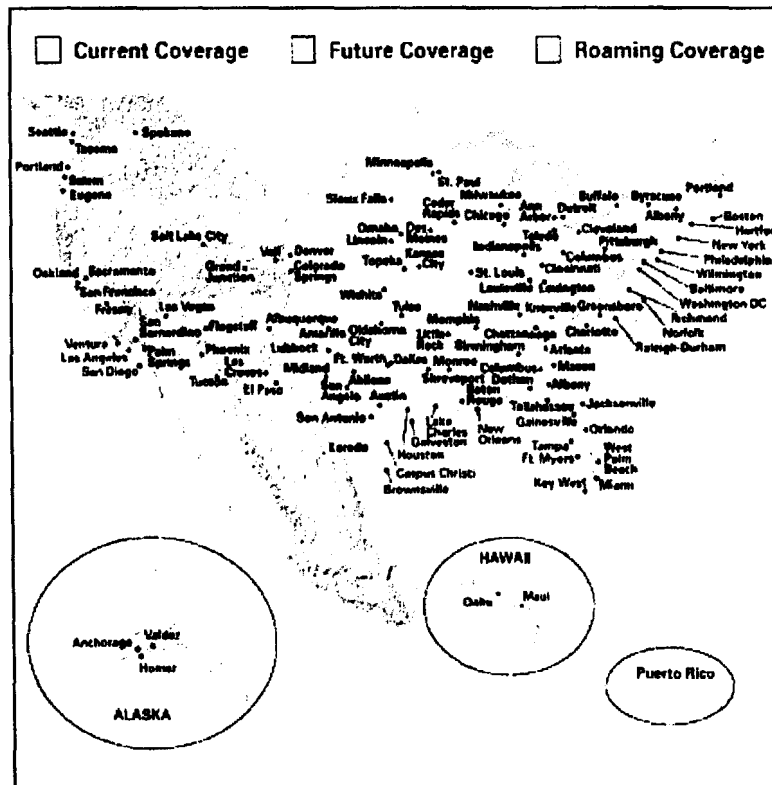 Current Coverage
Future Coverage
Roaming Coverage
Seattle
Spokane
Tacoma
Portland
Salem
Eugene
Minneapolis
St. Paul
Sioux Falls
Cedar
Rapids
Milwaukee
Chicago
Ann
Arbor
Detroit
Buffalo
Syracuse
Portland
Albany
Boston
Hartfor
New York
Philadelphia
Wilmington
Baltimore
Washington DC
Richmond
Norfolk
Raleigh-Durham
Salt Lake City
Omaha
Lincoln
Des
Moines
Toledo
Cleveland
Pittsburgh
Indianapolis
Columbus
Cincinnati
Vail
Denver
Grand
Junction
Colorado
Springs
Topeka
Kansas
City
St. Louis
Louisville
Lexington
Oakland
Sacramento
San Francisco
Fresno
Las Vegas
Wichita
Tulsa
Nashville
Knoxville
Greensboro
San
Bernardino
Flagstaff
Albuquerque
Amarillo
Oklahoma
City
Memphis
Little
Rock
Chattanooga
Charlotte
Ventura
Los Angeles
San Diego
Palm
Springs
Phoenix
Tucson
Las
Cruces
El Paso
Lubbock
Midland
Ft. Worth
Dallas
Abilene
San
Angelo
Austin
Monroe
Shreveport
Birmingham
Atlanta
Columbus
Macon
Dothan
Albany
Baton
Rouge
San Antonio
Lake
Charles
New
Orleans
Tallahassee
Jacksonville
Gainesville
Orlando
Laredo
Galveston
Houston
Corpus Christi
Brownsville
Tampa
Ft. Myers
West
Palm
Beach
Key West
Miami
HAWAII
Oahu
Maui
Anchorage
Valdez
Homer
ALASKA
Puerto Rico